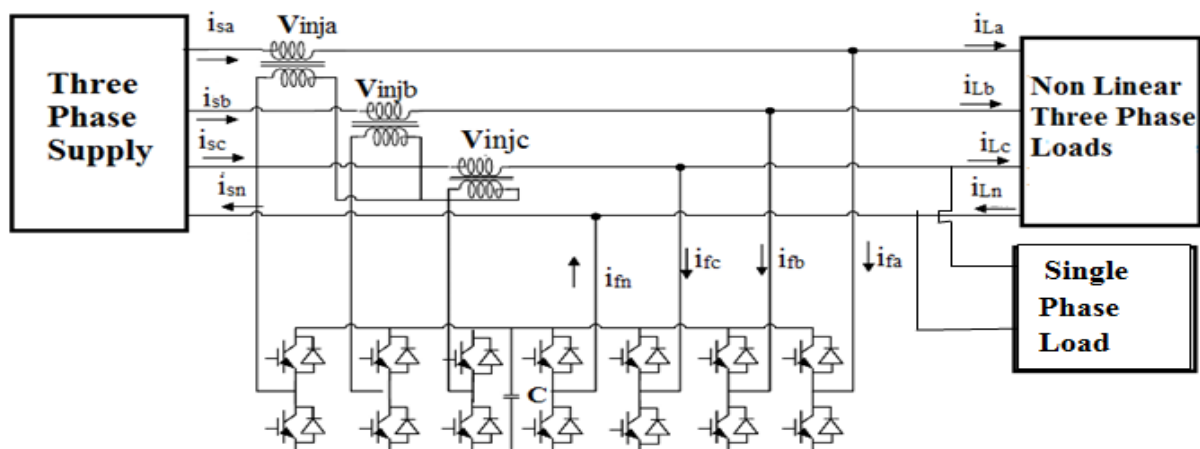 Three
Phase
Supply
isa
isb
isc
isn
Vinja
Vinjb
Vinjc
iLa
iLb
iLc
iLn
Non Linear
Three Phase
Loads
ifn
ifc
ifb
ifa
C
Single
Phase
Load